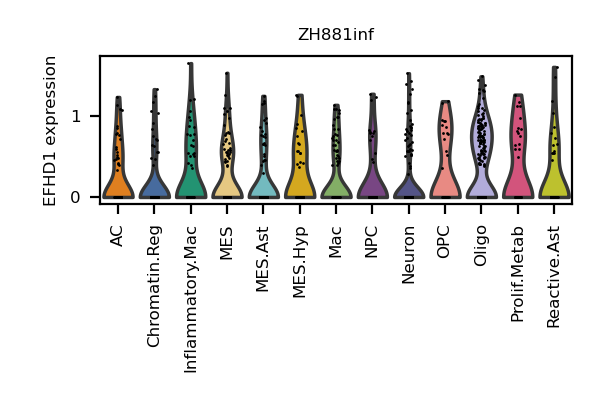 ZH881inf
EFHD1 expression
1
0
AC
Chromatin.Reg
Inflammatory.Mac
MES
MES.Ast
MES.Hyp
Mac
NPC
Neuron
OPC
Oligo
Prolif.Metab
Reactive.Ast